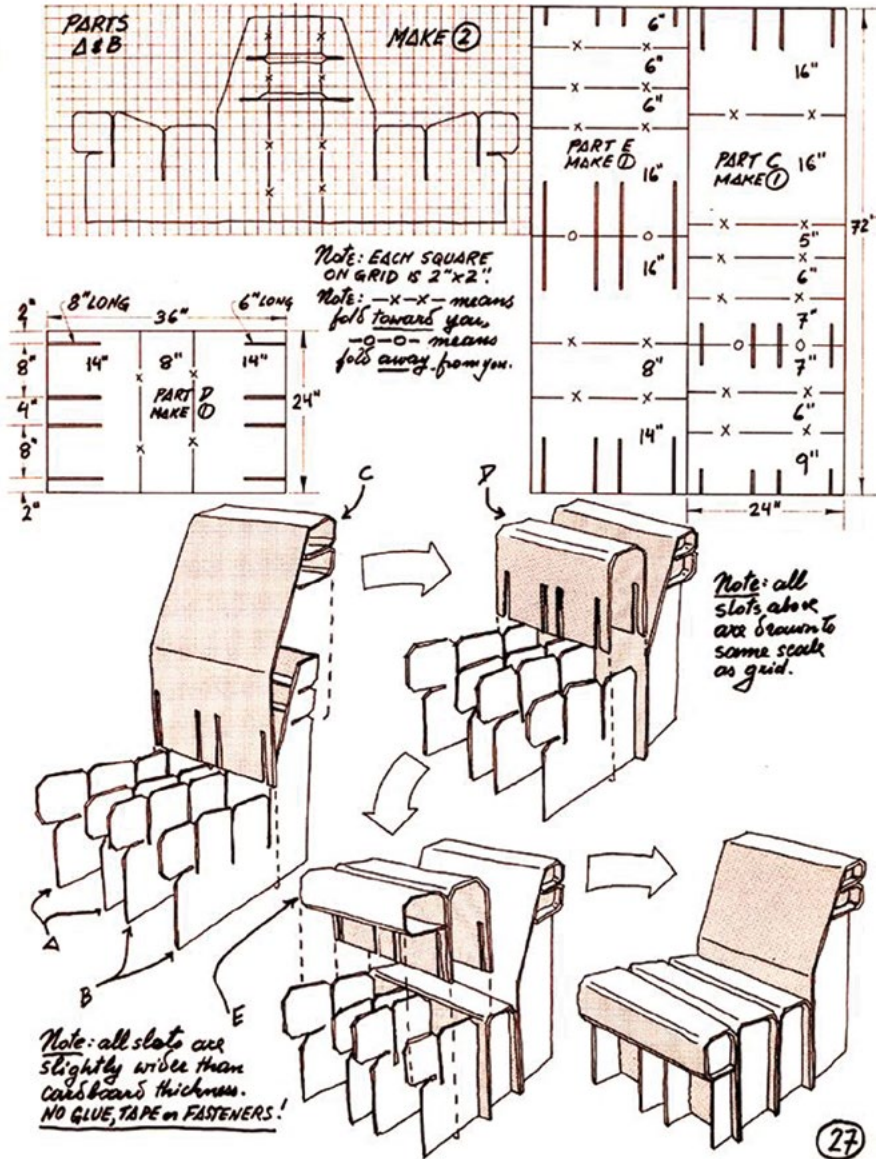 PARTS
A & B
MAKE ②
6"
6"
6"
PART E
MAKE ①
16"
16"
8"
14"
16"
PART C
MAKE ①
16"
5"
6"
7"
7"
6"
9"
72"
24"
Note: EACH SQUARE
ON GRID IS 2"x2".
Note: -x-x- means
fold toward you,
-o-o- means
fold away from you.
2"
8" LONG
36"
6" LONG
8"
14"
8"
14"
PART D
MAKE ①
24"
4"
8"
2"
C
D
Note: all
slots above
are drawn to
same scale
as grid.
A
B
E
Note: all slots are
slightly wider than
cardboard thickness.
NO GLUE, TAPE or FASTENERS!
27